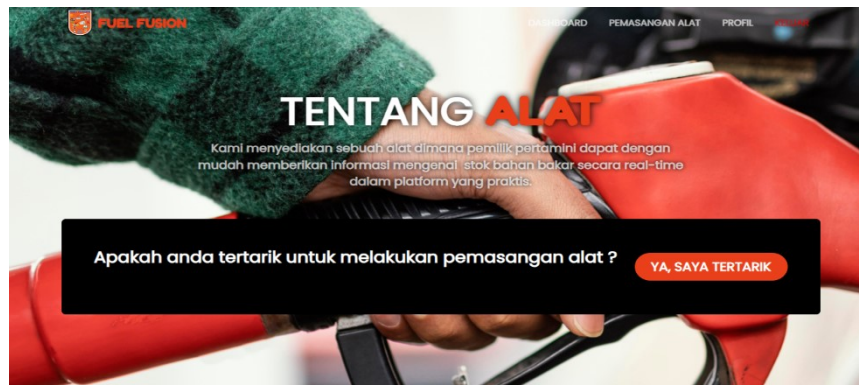 FUEL FUSION
DASHBOARD PEMASANGAN ALAT PROFIL
TENTANG ALAT
Kami menyediakan sebuah alat dimana pemilik pertamini dapat dengan
mudah memberikan informasi mengenai stok bahan bakar secara real-time
dalam platform yang praktis.
Apakah anda tertarik untuk melakukan pemasangan alat ?
YA, SAYA TERTARIK